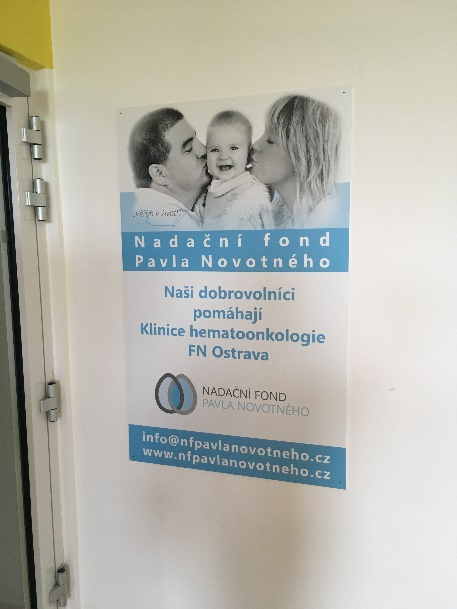 Nadační fond
Pavla Novotného
Naši dobrovolníci
pomáhají
Klinice hematoonkologie
FN Ostrava
NADAČNÍ FOND
PAVLA NOVOTNÉHO
info@nfpavlanovotneho.cz
www.nfpavlanovotneho.cz